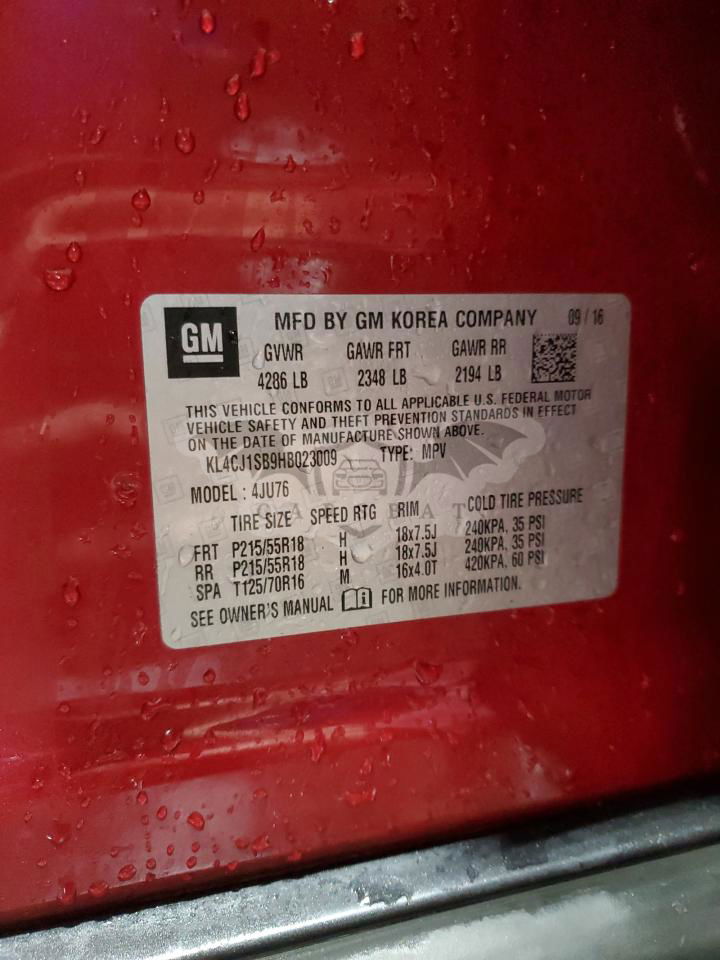 GM
MFD BY GM KOREA COMPANY 09 / 16
GVWR GAWR FRT GAWR RR
4286 LB 2348 LB 2194 LB
THIS VEHICLE CONFORMS TO ALL APPLICABLE U.S. FEDERAL MOTOR
VEHICLE SAFETY AND THEFT PREVENTION STANDARDS IN EFFECT
ON THE DATE OF MANUFACTURE SHOWN ABOVE.
KL4CJ1SB9HB023009 TYPE: MPV
MODEL : 4JU76
TIRE SIZE SPEED RTG RIM COLD TIRE PRESSURE
FRT P215/55R18 H 18x7.5J 240KPA, 35 PSI
RR P215/55R18 H 18x7.5J 240KPA, 35 PSI
SPA T125/70R16 M 16x4.0T 420KPA, 60 PSI
SEE OWNER'S MANUAL FOR MORE INFORMATION.